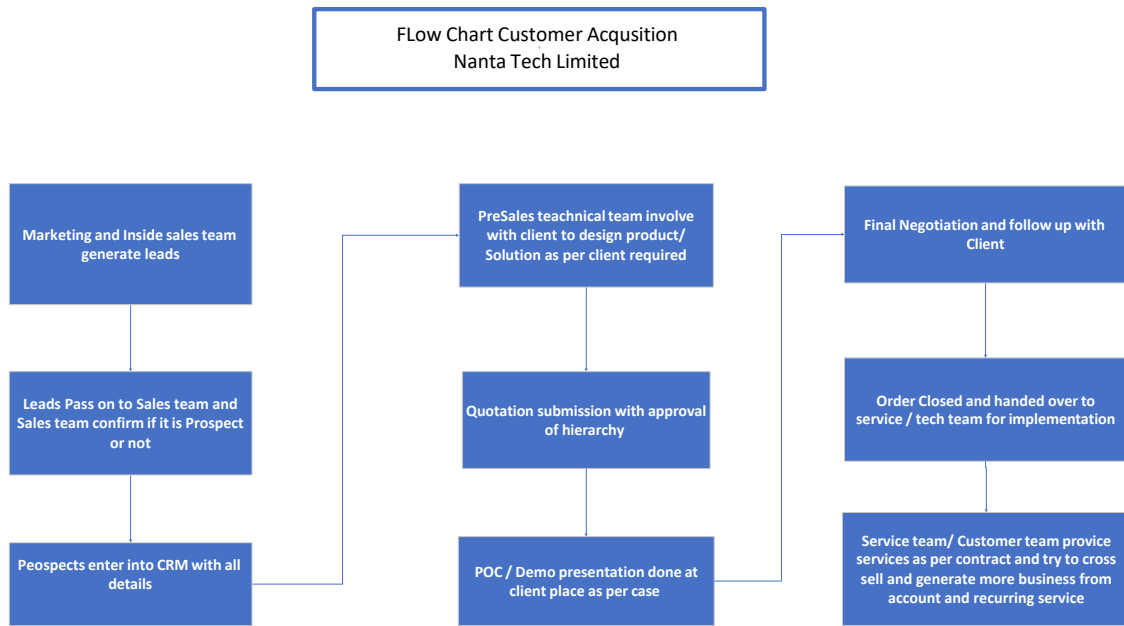 FLow Chart Customer Acqusition
Nanta Tech Limited
Marketing and Inside sales team
generate leads
Leads Pass on to Sales team and
Sales team confirm if it is Prospect
or not
Peospects enter into CRM with all
details
PreSales teachnical team involve
with client to design product/
Solution as per client required
Quotation submission with approval
of hierarchy
POC / Demo presentation done at
client place as per case
Final Negotiation and follow up with
Client
Order Closed and handed over to
service / tech team for implementation
Service team/ Customer team provice
services as per contract and try to cross
sell and generate more business from
account and recurring service